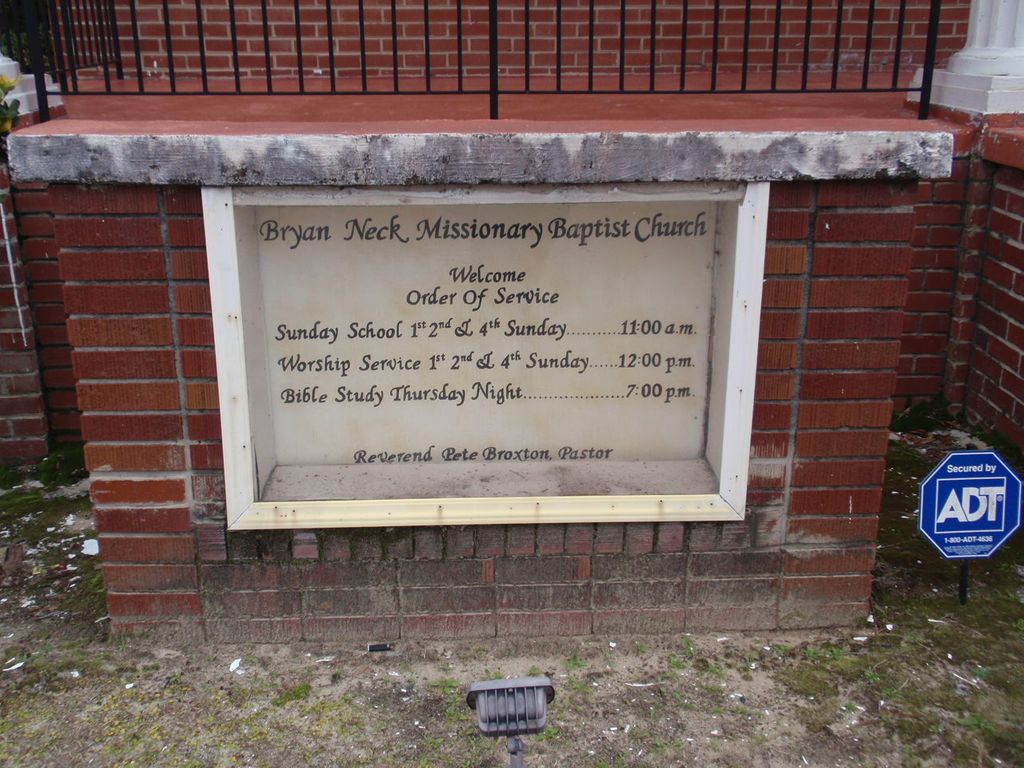 Bryan Neck Missionary Baptist Church
Welcome
Order Of Service
Sunday School 1st 2nd & 4th Sunday..........11:00 a.m.
Worship Service 1st 2nd & 4th Sunday......12:00 p.m.
Bible Study Thursday Night.....................7:00 p.m.
Reverend Pete Broxton, Pastor
Secured by
ADT®
1-800-ADT-4636